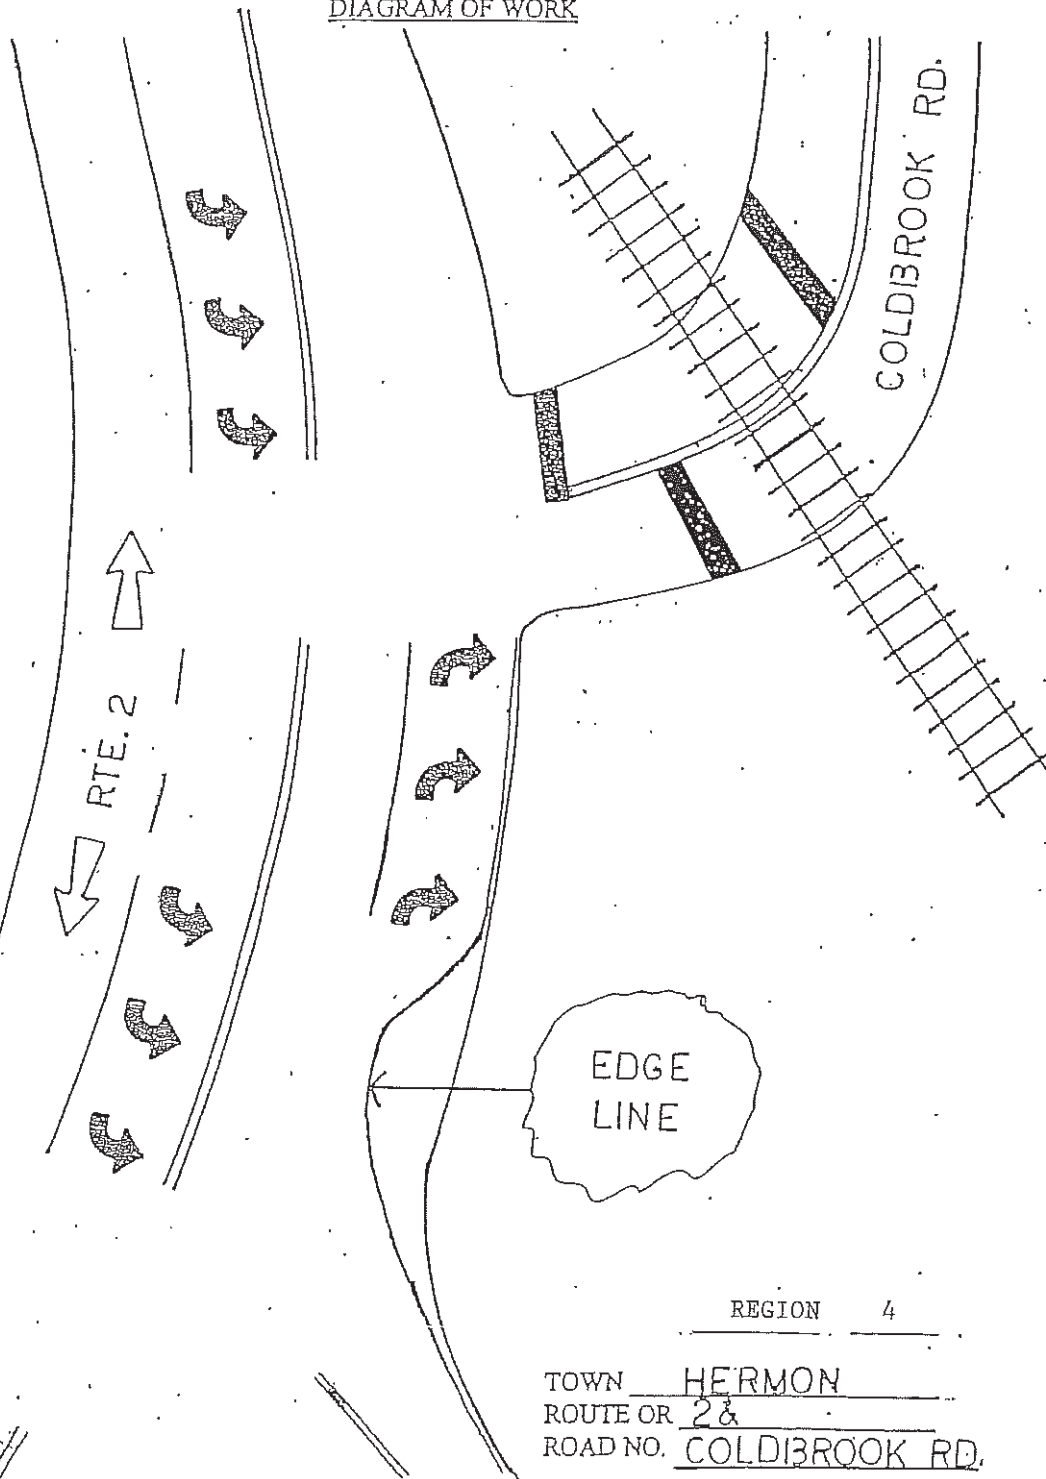 DIAGRAM OF WORK
COLDBROOK RD.
RTE. 2
EDGE
LINE
REGION 4
TOWN HERMON
ROUTE OR 2 &
ROAD NO. COLDBROOK RD.